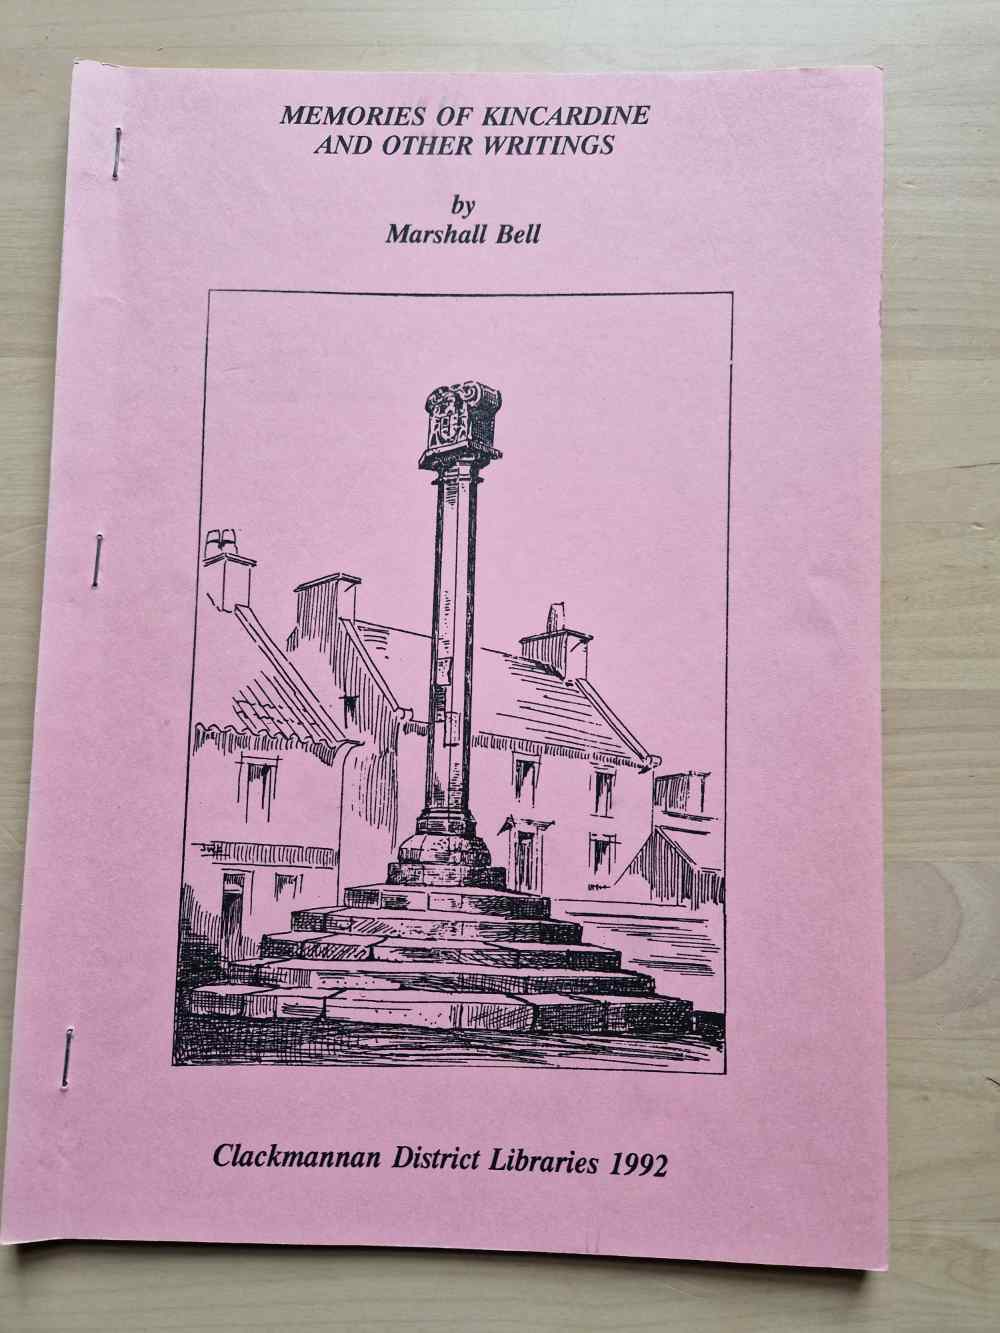 MEMORIES OF KINCARDINE
AND OTHER WRITINGS
by
Marshall Bell
Clackmannan District Libraries 1992